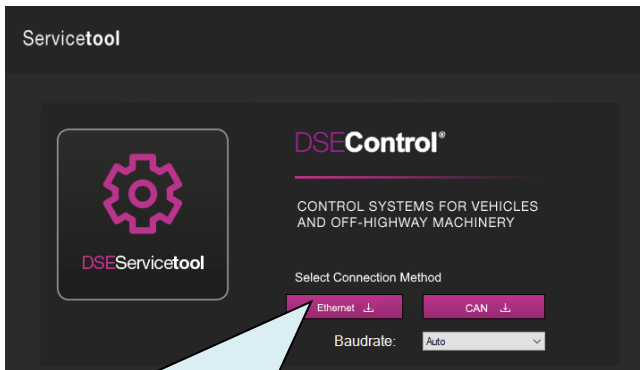 Servicetool
DSEControl®
CONTROL SYSTEMS FOR VEHICLES
AND OFF-HIGHWAY MACHINERY
DSEServicetool
Select Connection Method
Ethernet
CAN
Baudrate:
Auto